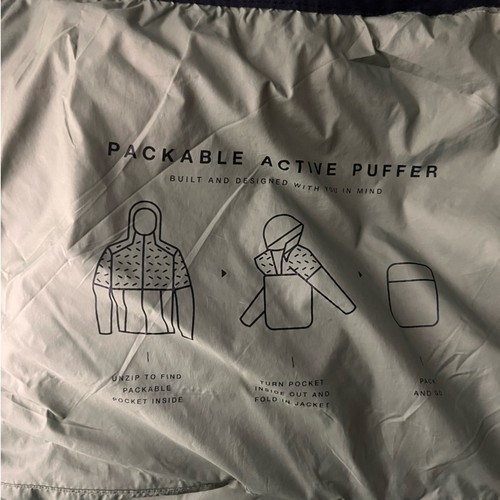 PACKABLE ACTIVE PUFFER
BUILT AND DESIGNED WITH IN MIND
UNZIP TO FIND
PACKABLE
POCKET INSIDE
TURN POCKET
INSIDE OUT AND
FOLD IN JACKET
PACK
AND